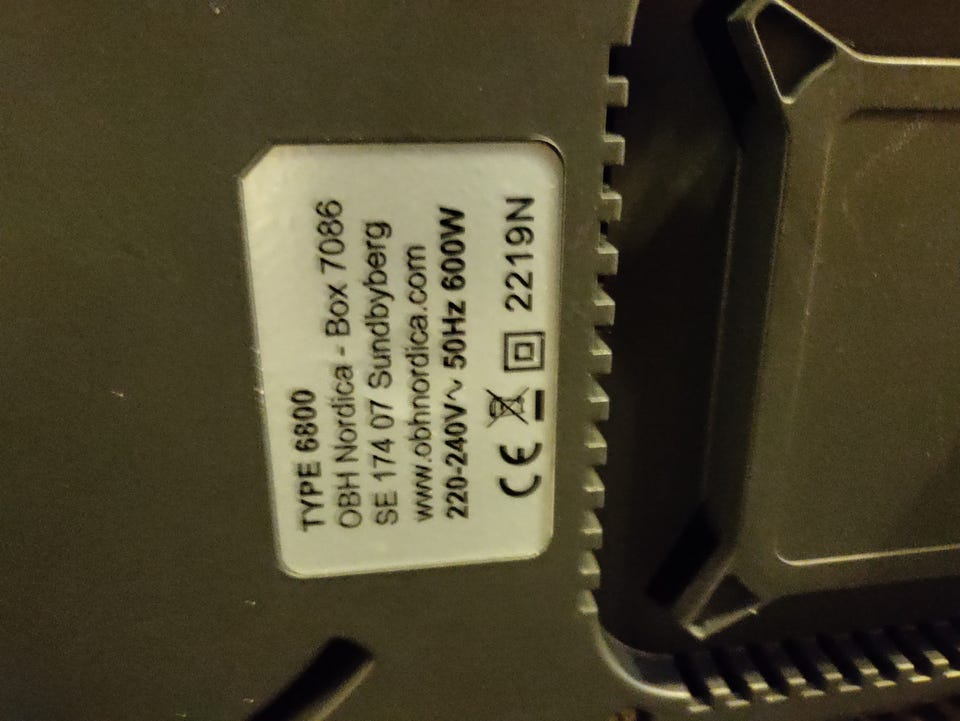 TYPE 6800
OBH Nordica - Box 7086
SE 174 07 Sundbyberg
www.obhnordica.com
220-240V~ 50Hz 600W
CE 2219N